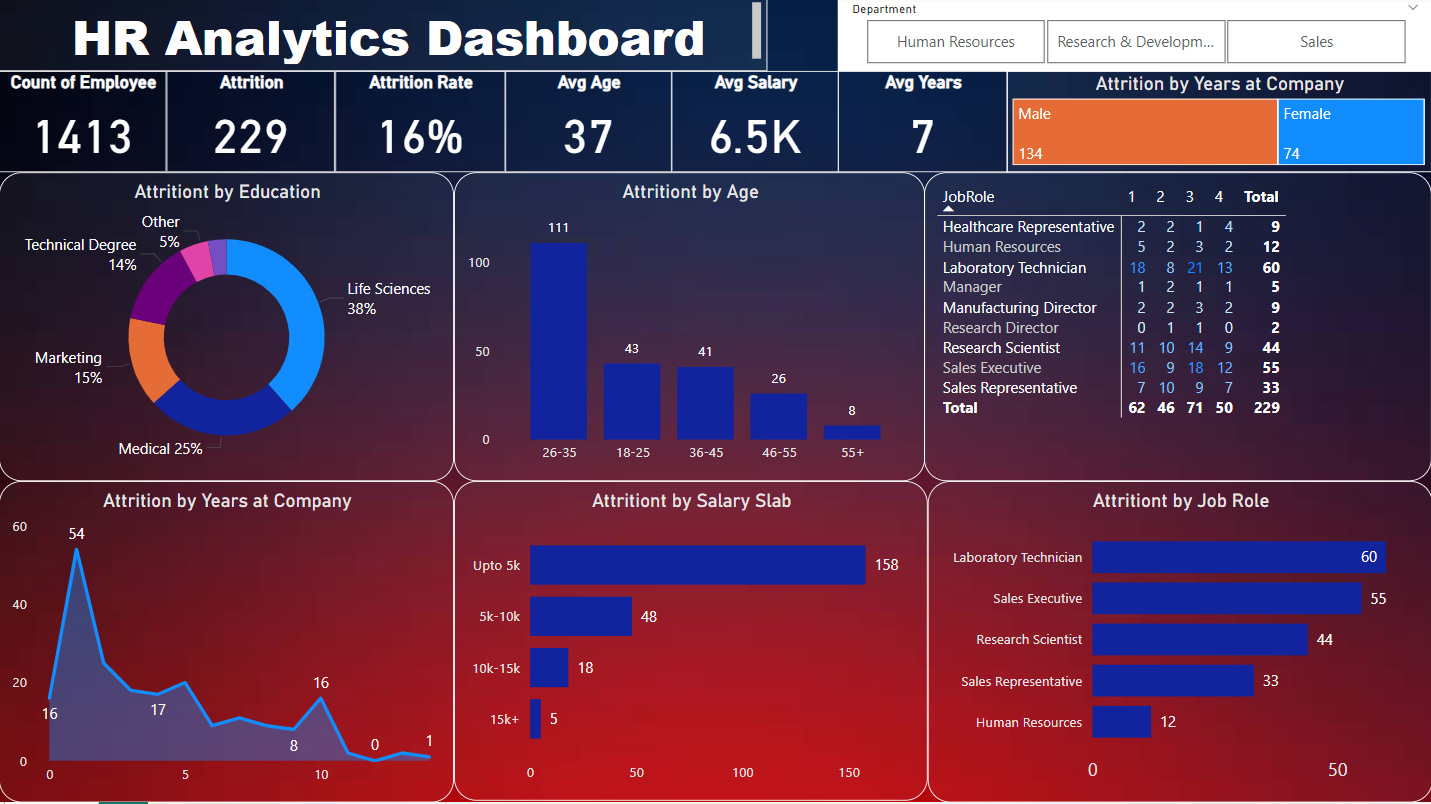 HR Analytics Dashboard
Department
Human Resources
Research & Developm...
Sales
Count of Employee
1413
Attrition
229
Attrition Rate
16%
Avg Age
37
Avg Salary
6.5K
Avg Years
7
Attrition by Years at Company
Male
134
Female
74
Attritiont by Education
Other
5%
Technical Degree
14%
Life Sciences
38%
Marketing
15%
Medical 25%
Attritiont by Age
111
100
43
41
50
26
8
0
26-35 18-25 36-45 46-55 55+
JobRole 1 2 3 4 Total
Healthcare Representative 2 2 1 4 9
Human Resources 5 2 3 2 12
Laboratory Technician 18 8 21 13 60
Manager 1 2 1 1 5
Manufacturing Director 2 2 3 2 9
Research Director 0 1 1 0 2
Research Scientist 11 10 14 9 44
Sales Executive 16 9 18 12 55
Sales Representative 7 10 9 7 33
Total 62 46 71 50 229
Attrition by Years at Company
60
54
40
20
16
17
16
8
0
1
0
0 5 10
Attritiont by Salary Slab
Upto 5k 158
5k-10k 48
10k-15k 18
15k+ 5
0 50 100 150
Attritiont by Job Role
Laboratory Technician 60
Sales Executive 55
Research Scientist 44
Sales Representative 33
Human Resources 12
0 50